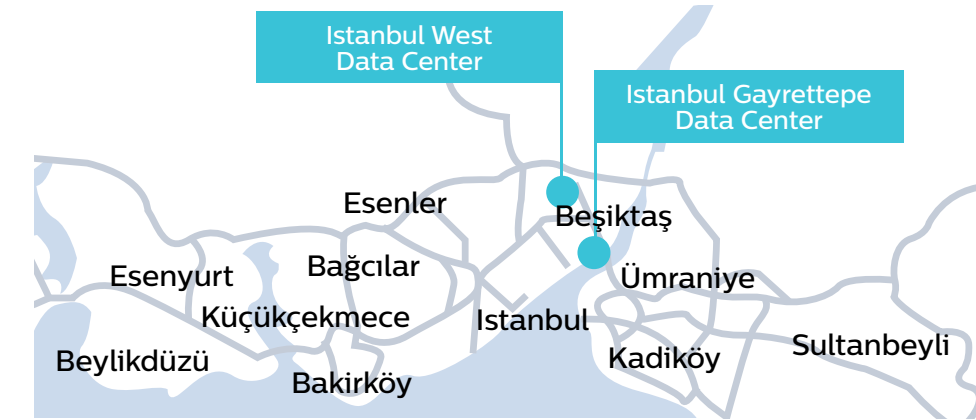 Istanbul West
Data Center
Istanbul Gayrettepe
Data Center
Esenler
Beşiktaş
Esenyurt
Bağcılar
Ümraniye
Küçükçekmece
Istanbul
Beylikdüzü
Bakirköy
Kadiköy
Sultanbeyli